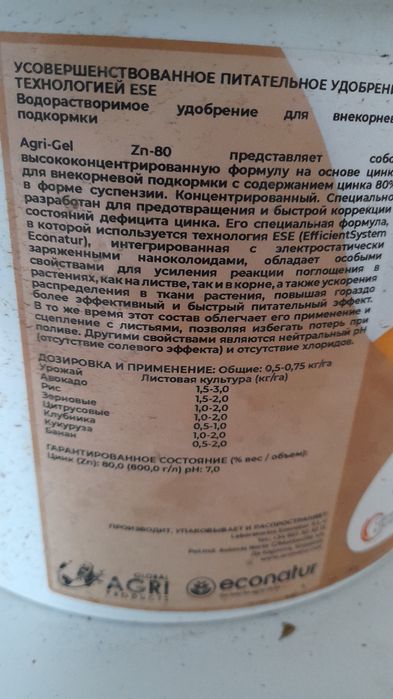 УСОВЕРШЕНСТВОВАННОЕ ПИТАТЕЛЬНОЕ УДОБРЕН
ТЕХНОЛОГИЕЙ ESE
Водорастворимое удобрение для внекорнев
подкормки
Agri-Gel Zn-80 представляет собо
высококонцентрированную формулу на основе цинк
для внекорневой подкормки с содержанием цинка 80%
в форме суспензии. Концентрированный. Специально
разработан для предотвращения и быстрой коррекции
состояний дефицита цинка. Его специальная формула,
в которой используется технология ESE (EfficientSystem
Econatur), интегрированная с электростатически
заряженными наноколоидами, обладает особыми
свойствами для усиления реакции поглощения в
растениях, как на листве, так и в корне, а также ускорения
распределения в ткани растения, повышая гораздо
более эффективный и быстрый питательный эффект.
В то же время этот состав облегчает его применение и
сцепление с листьями, позволяя избегать потерь при
поливе. Другими свойствами являются нейтральный pH
(отсутствие солевого эффекта) и отсутствие хлоридов.
ДОЗИРОВКА И ПРИМЕНЕНИЕ: Общие: 0,5-0,75 кг/га
Урожай Листовая культура (кг/га)
Авокадо 1,5-3,0
Рис 1,5-2,0
Зерновые 1,0-2,0
Цитрусовые 1,0-2,0
Клубника 0,5-1,0
Кукуруза 1,0-2,0
Банан 0,5-2,0
ГАРАНТИРОВАННОЕ СОСТОЯНИЕ (% вес / объем):
Цинк (Zn): 80,0 (800,0 г/л) pH: 7,0
ПРОИЗВОДИТ, УПАКОВЫВАЕТ И РАСПРОСТРАНЯЕТ:
GLOBAL
AGRI
PRODUCTS
econatur